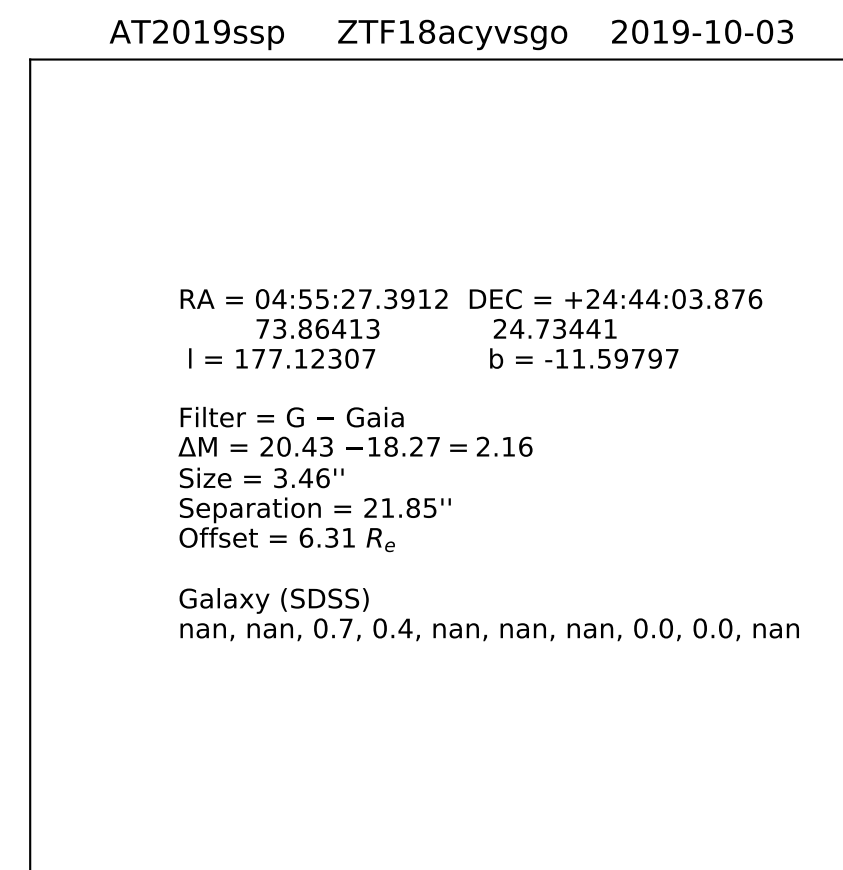 AT2019ssp ZTF18acyvsgo 2019-10-03
RA = 04:55:27.3912 DEC = +24:44:03.876
73.86413 24.73441
l = 177.12307 b = -11.59797
Filter = G − Gaia
ΔM = 20.43 −18.27 = 2.16
Size = 3.46''
Separation = 21.85''
Offset = 6.31 Rₑ
Galaxy (SDSS)
nan, nan, 0.7, 0.4, nan, nan, nan, 0.0, 0.0, nan